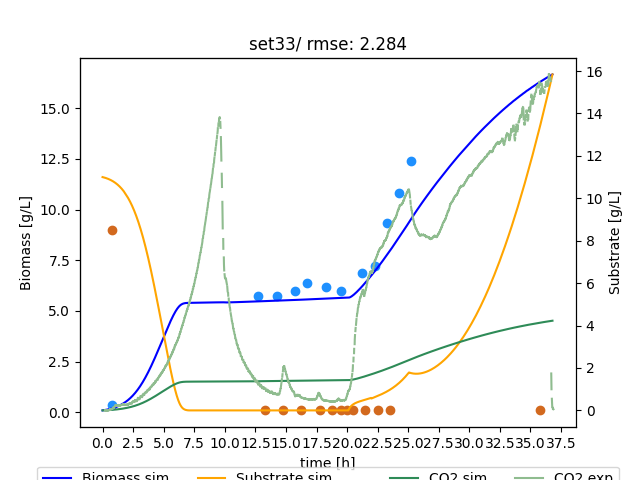 set33/ rmse: 2.284
Biomass [g/L]
15.0
12.5
10.0
7.5
5.0
2.5
0.0
16
14
12
10
8
6
4
2
0
Substrate [g/L]
0.0 2.5 5.0 7.5 10.0 12.5 15.0 17.5 20.0 22.5 25.0 27.5 30.0 32.5 35.0 37.5
time [h]
Biomass sim Substrate sim CO2 sim CO2 exp